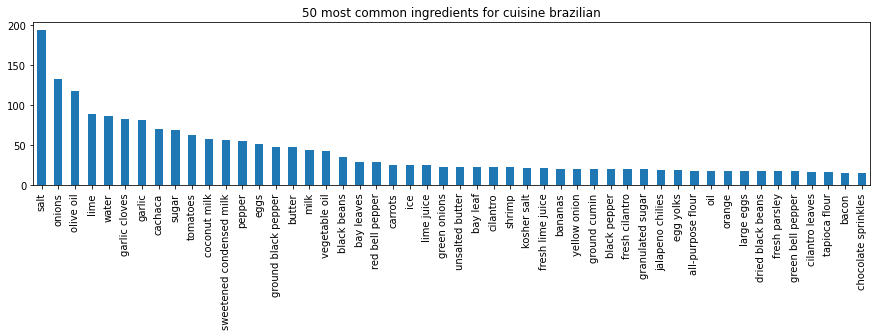 50 most common ingredients for cuisine brazilian
200
150
100
50
0
salt
onions
olive oil
lime
water
garlic cloves
garlic
cachaca
sugar
tomatoes
coconut milk
sweetened condensed milk
pepper
eggs
ground black pepper
butter
milk
vegetable oil
black beans
bay leaves
red bell pepper
carrots
ice
lime juice
green onions
unsalted butter
bay leaf
cilantro
shrimp
kosher salt
fresh lime juice
bananas
yellow onion
ground cumin
black pepper
fresh cilantro
granulated sugar
jalapeno chilies
egg yolks
all-purpose flour
oil
orange
large eggs
dried black beans
fresh parsley
green bell pepper
cilantro leaves
tapioca flour
bacon
chocolate sprinkles